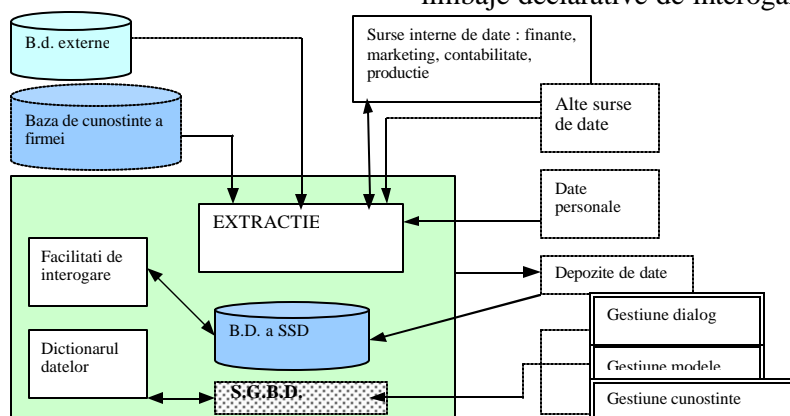 limbaje declarative de interogar
B.d. externe
Surse interne de date : finante,
marketing, contabilitate,
productie
Baza de cunostinte a
firmei
Alte surse
de date
Date
personale
EXTRACTIE
Facilitati de
interogare
Depozite de date
B.D. a SSD
Gestiune dialog
Dictionarul
datelor
Gestiune modele
S.G.B.D.
Gestiune cunostinte